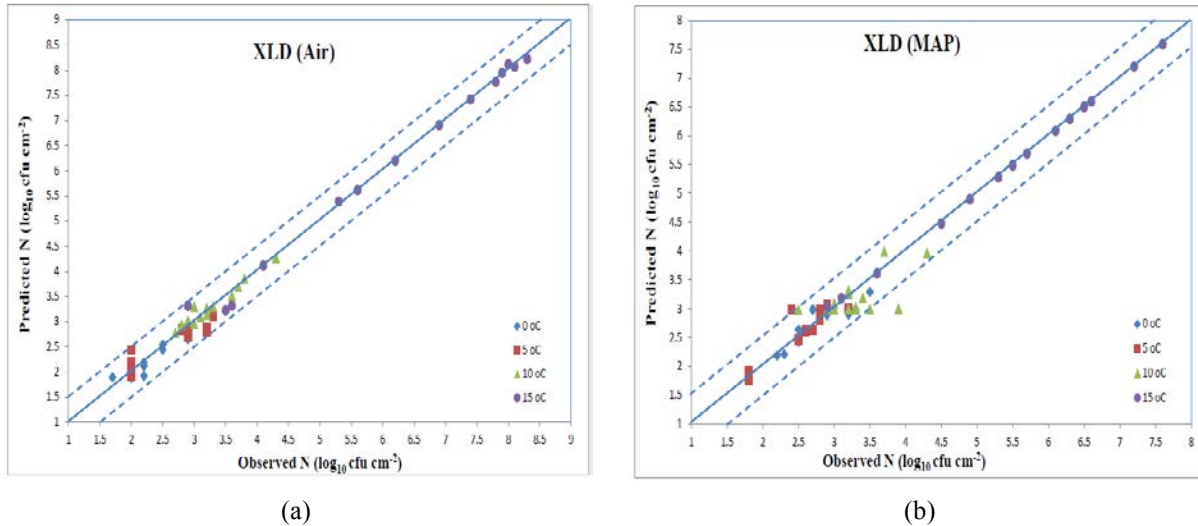 XLD (Air)
Predicted N (log10 cfu cm-2)
9
8.5
8
7.5
7
6.5
6
5.5
5
4.5
4
3.5
3
2.5
2
1.5
1
1 1.5 2 2.5 3 3.5 4 4.5 5 5.5 6 6.5 7 7.5 8 8.5 9
Observed N (log10 cfu cm-2)
0 oC
5 oC
10 oC
15 oC
(a)
XLD (MAP)
Predicted N (log10 cfu cm-2)
8
7.5
7
6.5
6
5.5
5
4.5
4
3.5
3
2.5
2
1.5
1
1 1.5 2 2.5 3 3.5 4 4.5 5 5.5 6 6.5 7 7.5 8
Observed N (log10 cfu cm-2)
0 oC
5 oC
10 oC
15 oC
(b)